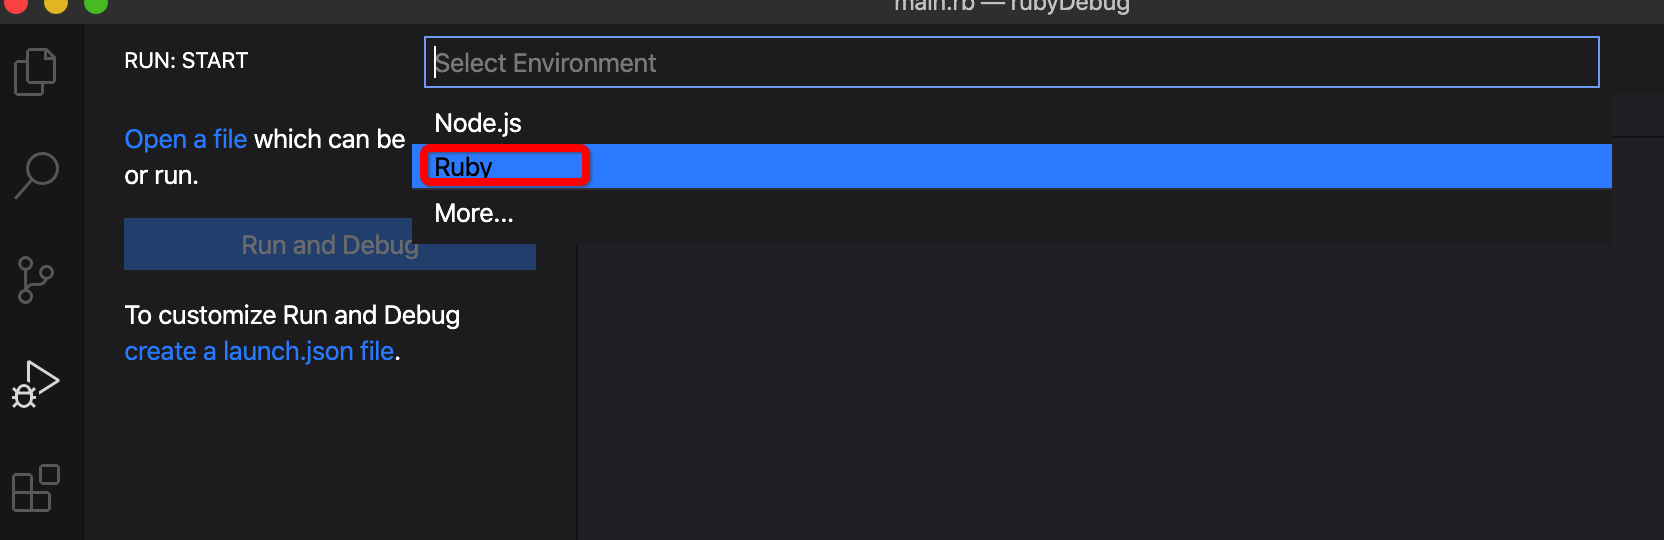 main.rb — rubyDebug
RUN: START
Select Environment
Node.js
Ruby
More...
Open a file which can be
or run.
Run and Debug
To customize Run and Debug
create a launch.json file.